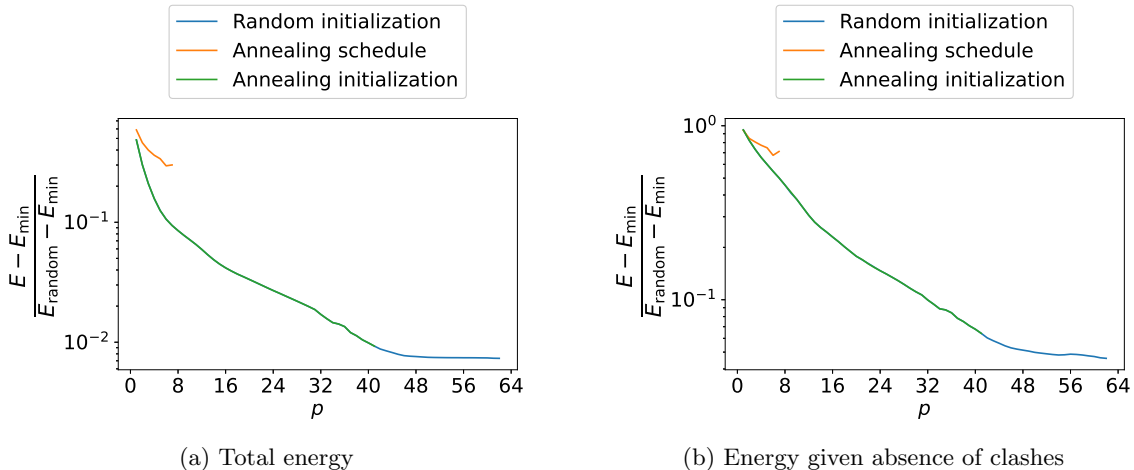 Random initialization
Annealing schedule
Annealing initialization
10⁻¹
10⁻²
E − E_min
E_random − E_min
0 8 16 24 32 40 48 56 64
p
(a) Total energy
Random initialization
Annealing schedule
Annealing initialization
10⁰
10⁻¹
E − E_min
E_random − E_min
0 8 16 24 32 40 48 56 64
p
(b) Energy given absence of clashes